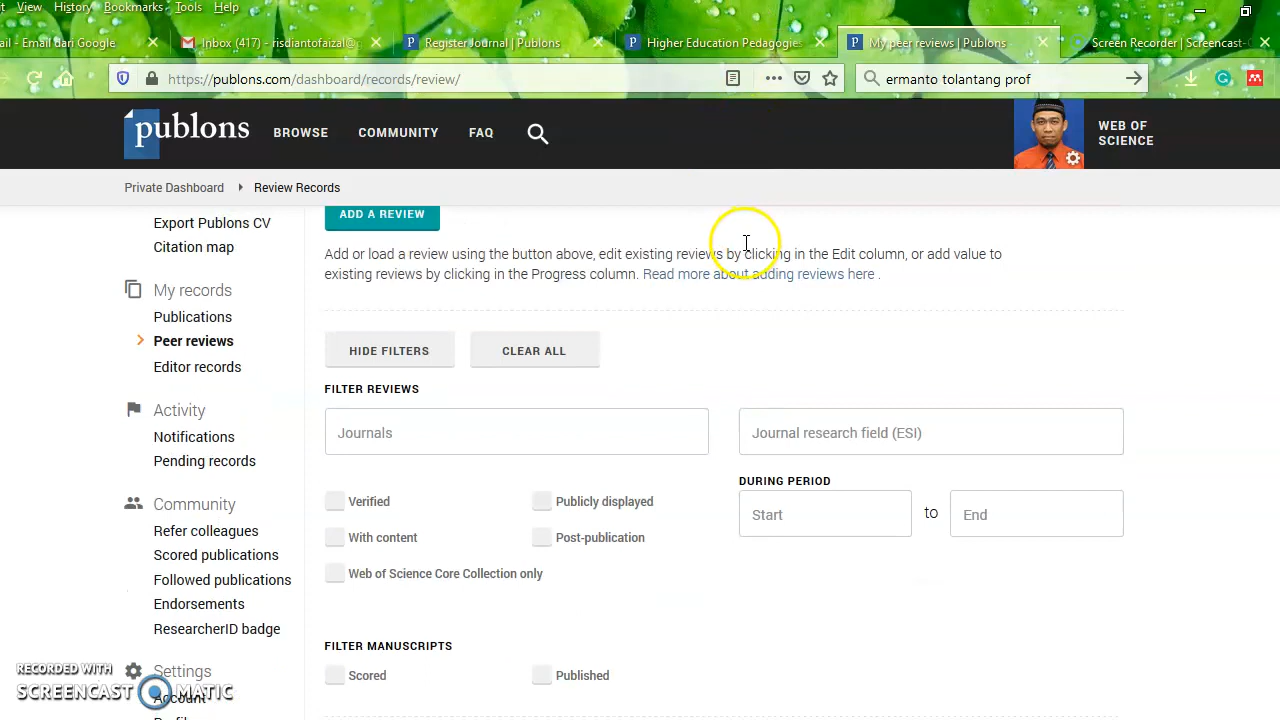 View History Bookmarks Tools Help
ail - Email dari Google
Inbox (417) - risdiantofaizal@g
Register Journal | Publons
Higher Education Pedagogies
My peer reviews | Publons
Screen Recorder | Screencast-O
https://publons.com/dashboard/records/review/
ermanto tolantang prof
publons BROWSE COMMUNITY FAQ
WEB OF
SCIENCE
Private Dashboard Review Records
Export Publons CV
Citation map
My records
Publications
Peer reviews
Editor records
Activity
Notifications
Pending records
Community
Refer colleagues
Scored publications
Followed publications
Endorsements
ResearcherID badge
Settings
Account
ADD A REVIEW
Add or load a review using the button above, edit existing reviews by clicking in the Edit column, or add value to
existing reviews by clicking in the Progress column. Read more about adding reviews here .
HIDE FILTERS CLEAR ALL
FILTER REVIEWS
Journals
Journal research field (ESI)
DURING PERIOD
Start to End
Verified Publicly displayed
With content Post-publication
Web of Science Core Collection only
FILTER MANUSCRIPTS
Scored Published
RECORDED WITH
SCREENCAST MATIC